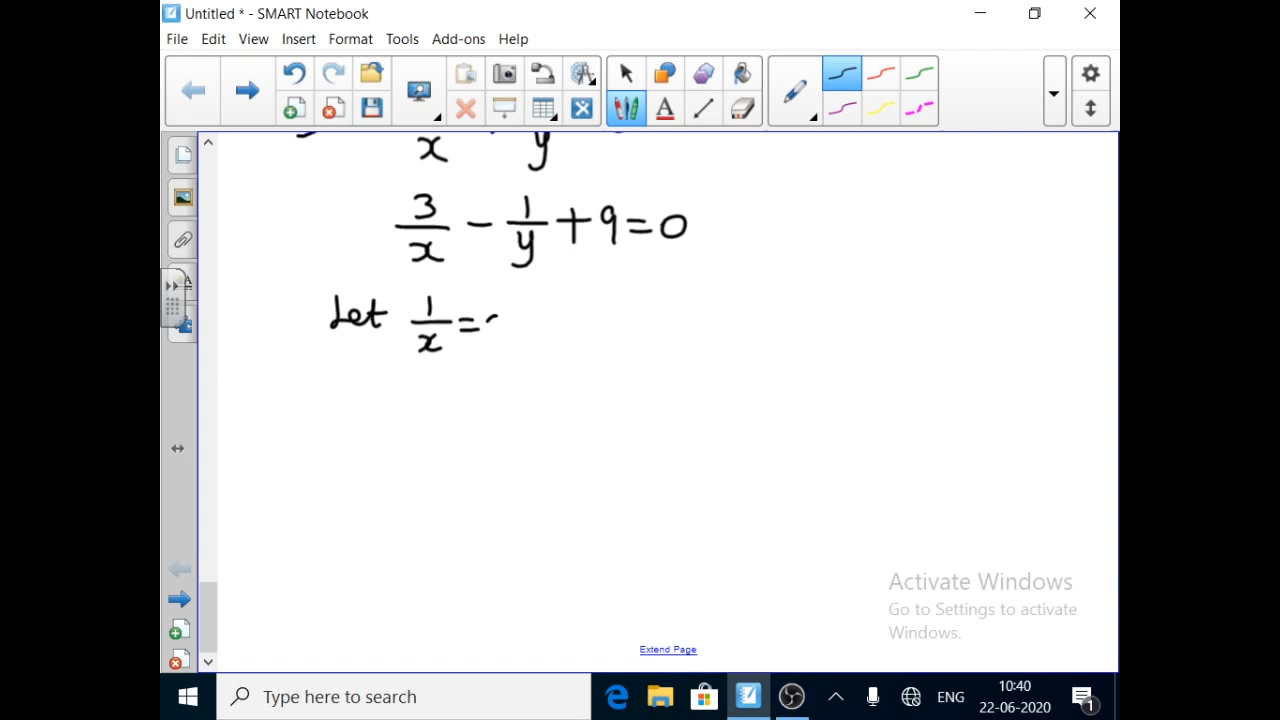 Untitled * - SMART Notebook
File Edit View Insert Format Tools Add-ons Help
x y
3/x - 1/y + 9 = 0
Let 1/x =
Activate Windows
Go to Settings to activate
Windows.
Extend Page
Type here to search
ENG
10:40
22-06-2020
1